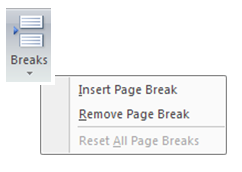 Breaks
Insert Page Break
Remove Page Break
Reset All Page Breaks